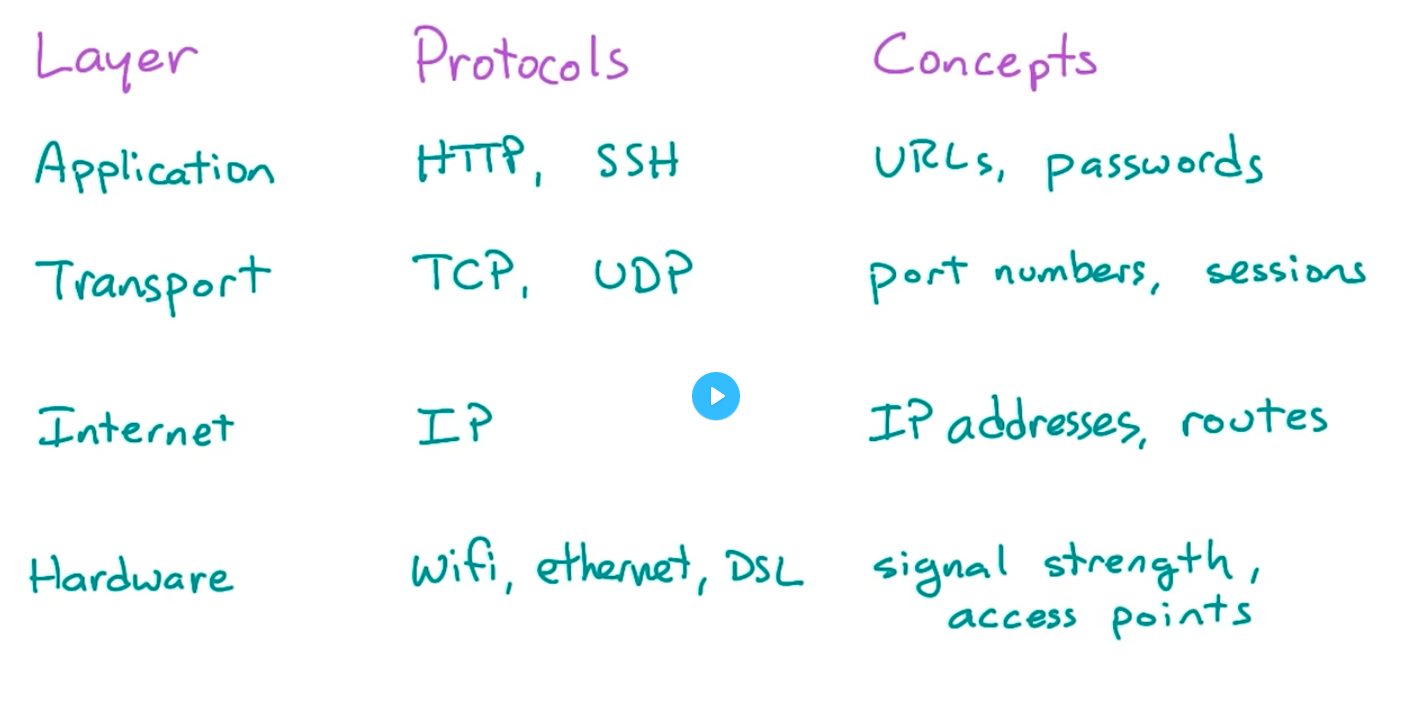 Layer Protocols Concepts
Application HTTP, SSH URLs, passwords
Transport TCP, UDP port numbers, sessions
Internet IP IP addresses, routes
Hardware Wifi, ethernet, DSL signal strength,
access points